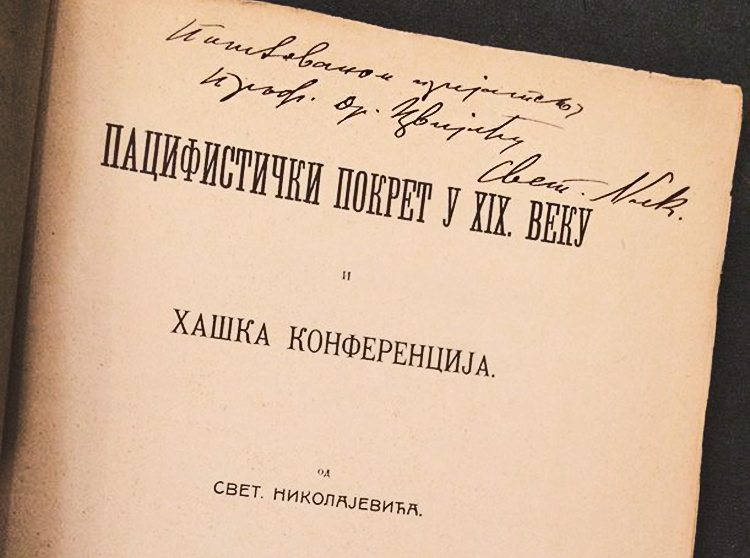 Поштованом пријатељу
проф. др. Цвијићу
Свет. Ник.
ПАЦИФИСТИЧКИ ПОКРЕТ У XIX. ВЕКУ
И
ХАШКА КОНФЕРЕНЦИЈА.
ОД
СВЕТ. НИКОЛАЈЕВИЋА.